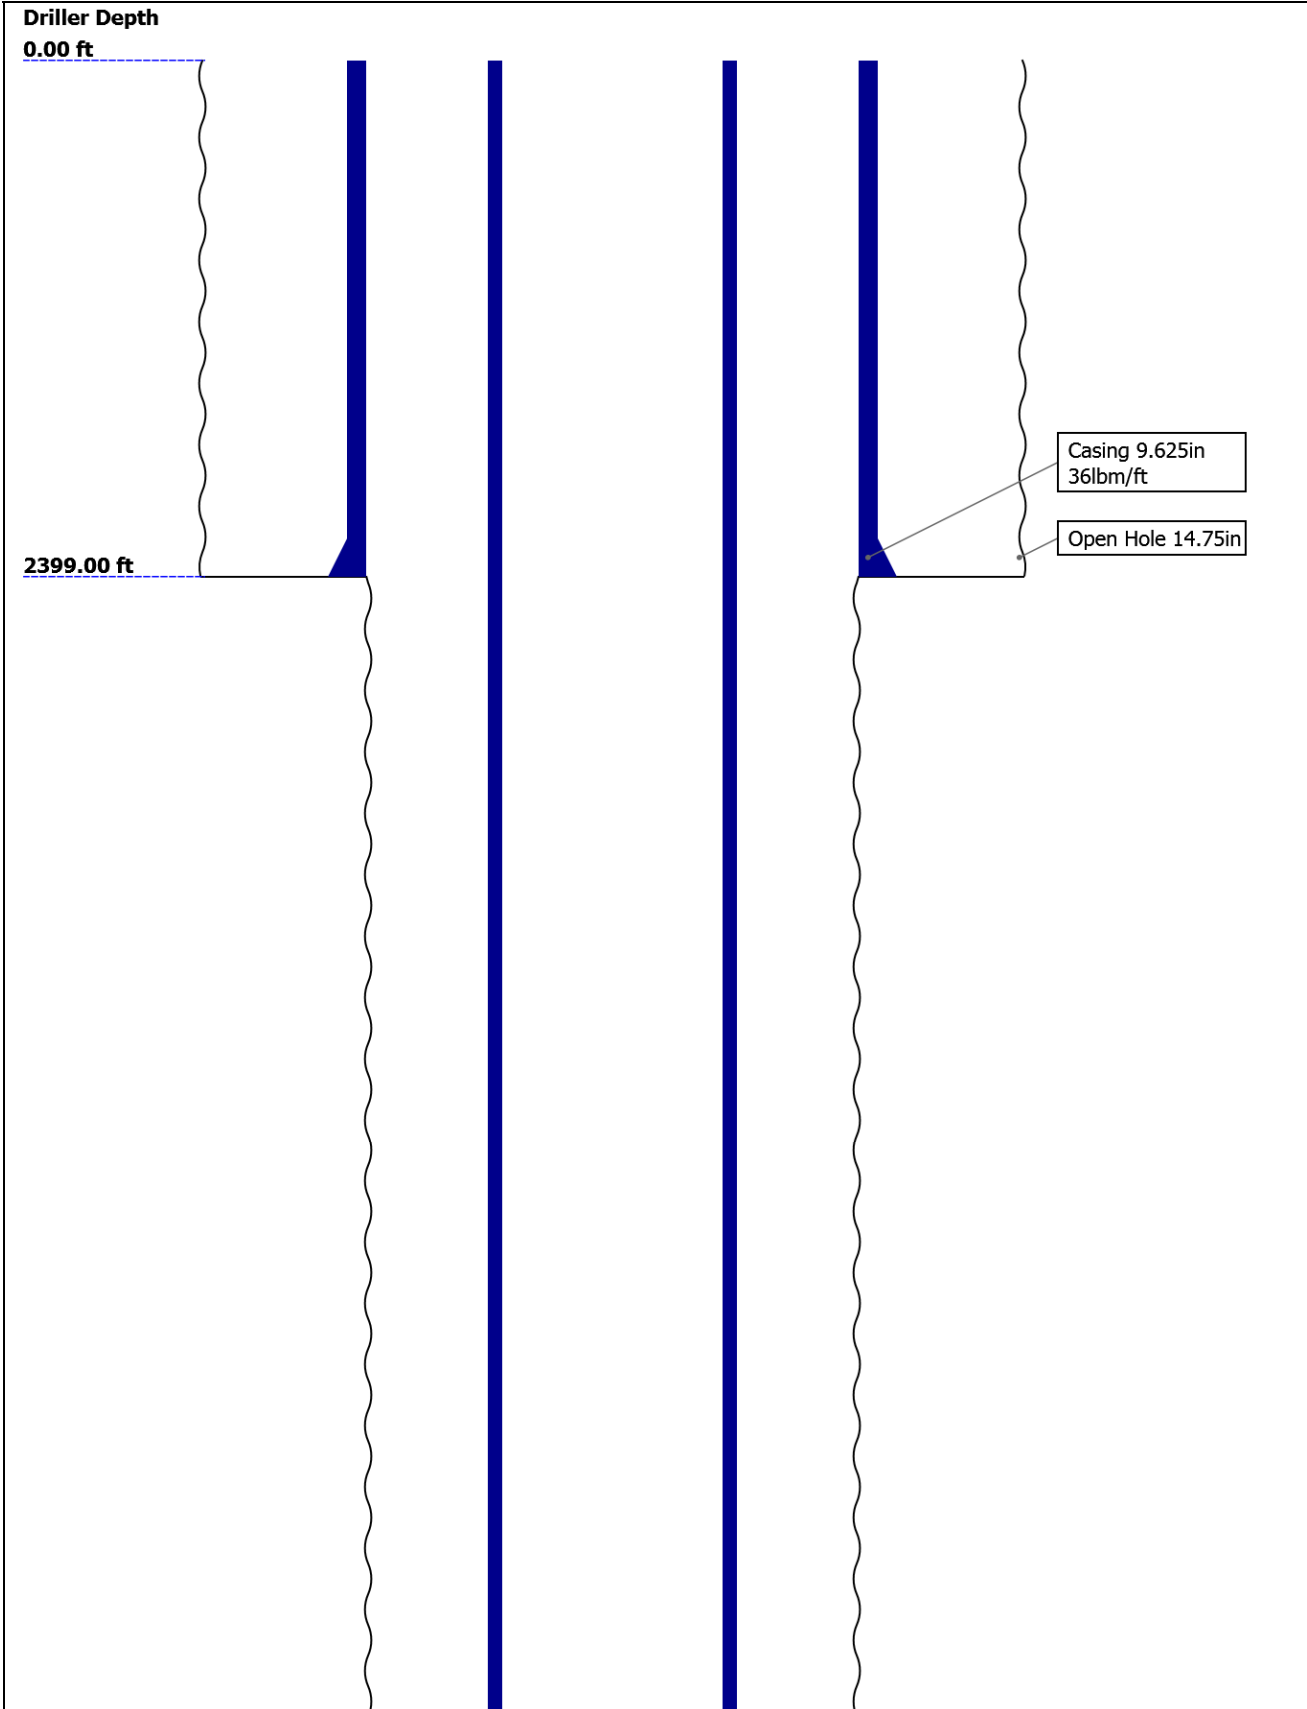 Driller Depth
0.00 ft
Casing 9.625in
36lbm/ft
Open Hole 14.75in
2399.00 ft